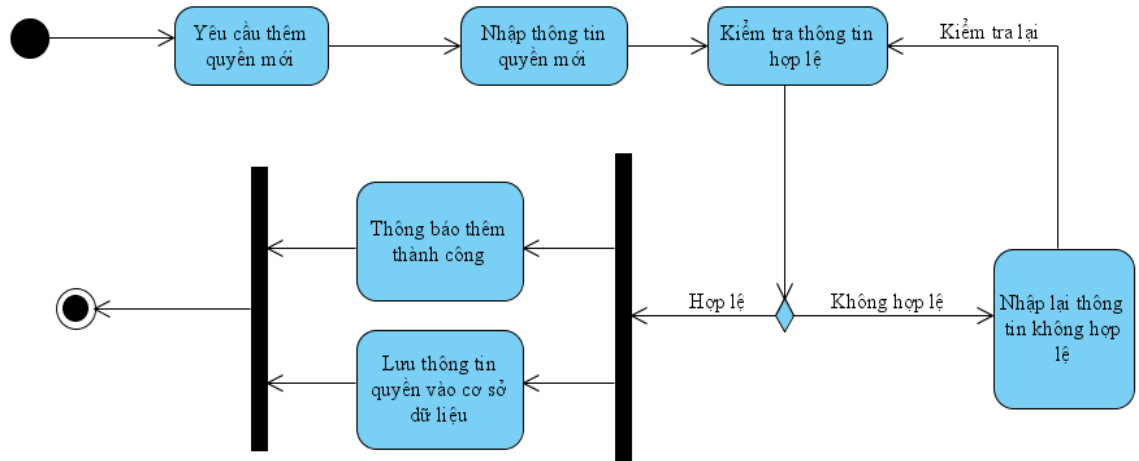 Yêu cầu thêm
quyền mới
Nhập thông tin
quyền mới
Kiểm tra thông tin
hợp lệ
Kiểm tra lại
Thông báo thêm
thành công
Hợp lệ
Không hợp lệ
Nhập lại thông
tin không hợp
lệ
Lưu thông tin
quyền vào cơ sở
dữ liệu